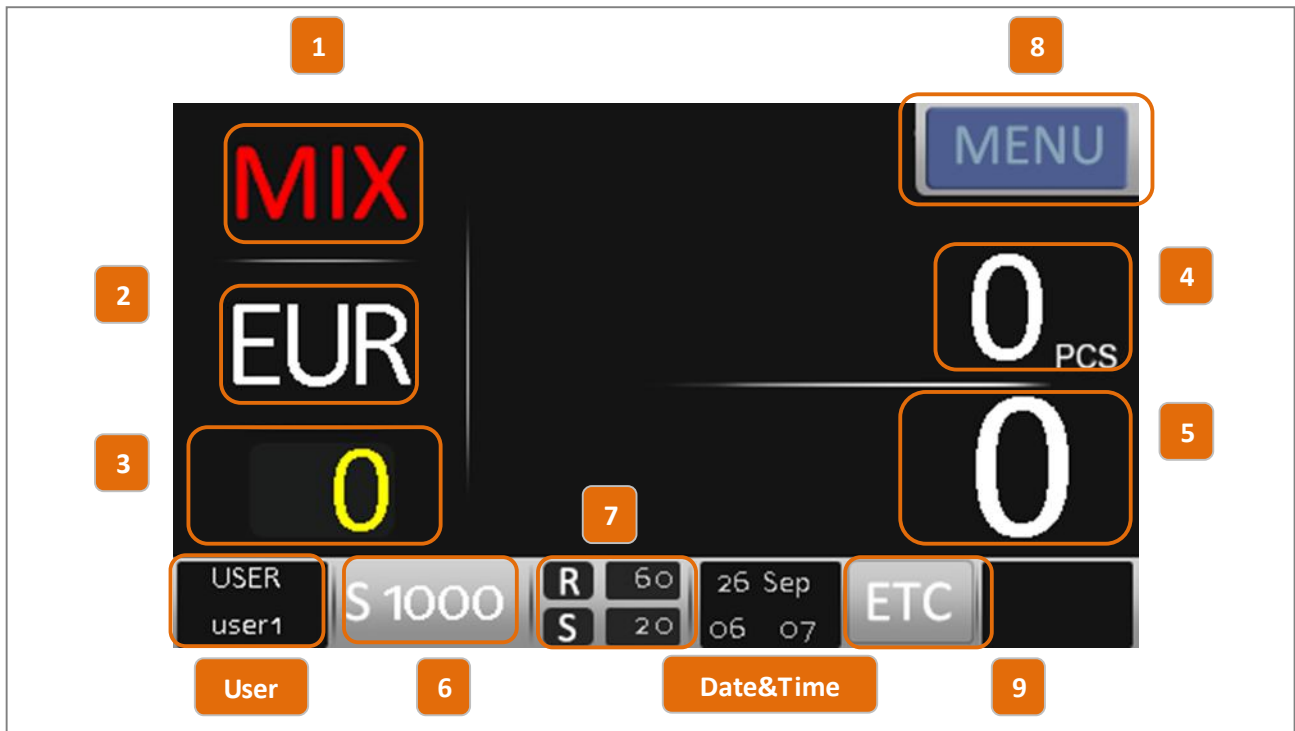 1
8
MIX
MENU
2
EUR
0 PCS
4
3
0
0
5
7
USER
user1
S 1000
R 60
S 20
26 Sep
06 07
ETC
User
6
Date&Time
9